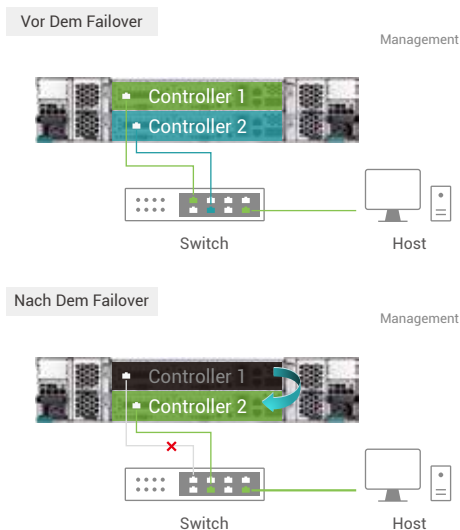 Vor Dem Failover
Management
Controller 1
Controller 2
Switch
Host
Nach Dem Failover
Management
Controller 1
Controller 2
Switch
Host